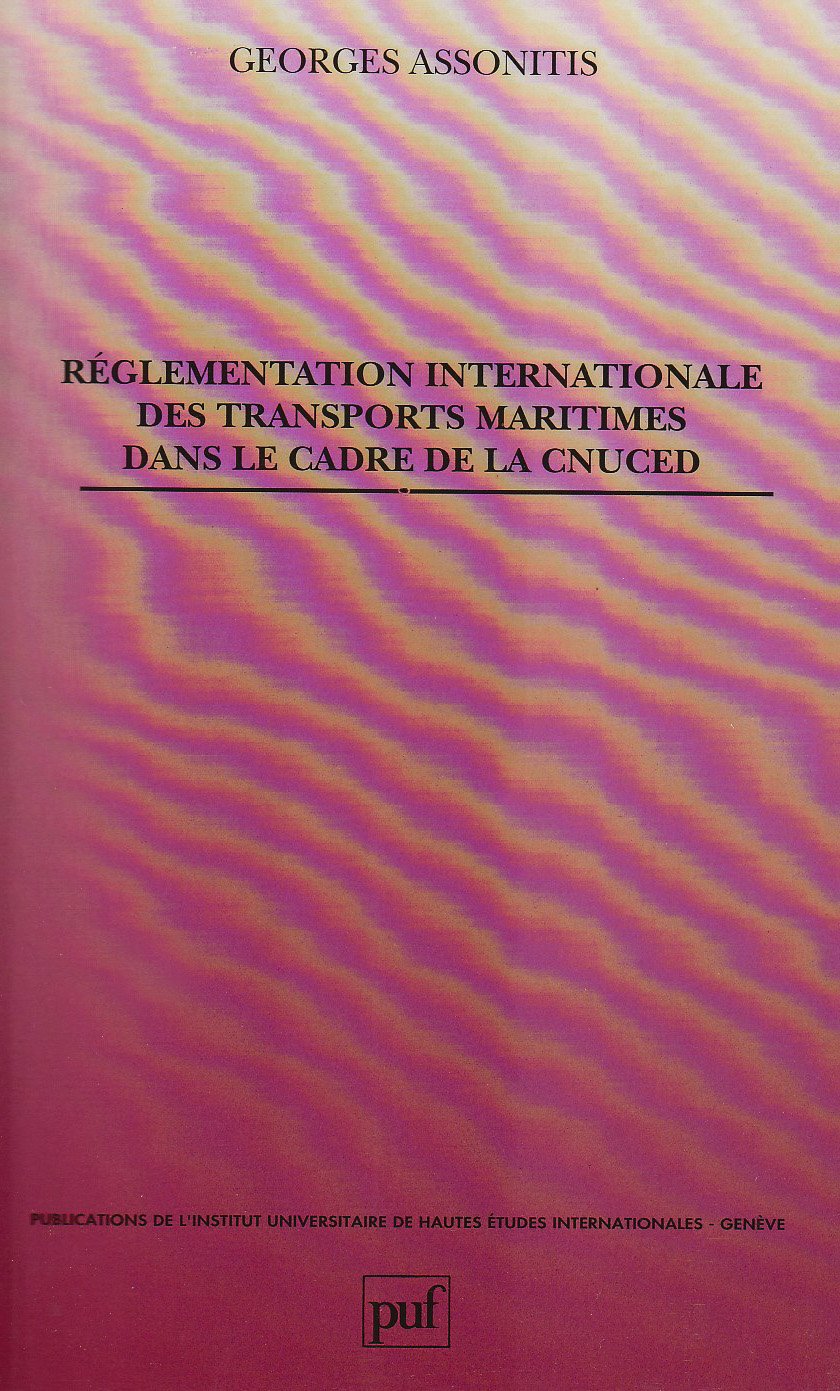 GEORGES ASSONITIS
RÉGLEMENTATION INTERNATIONALE
DES TRANSPORTS MARITIMES
DANS LE CADRE DE LA CNUCED
PUBLICATIONS DE L'INSTITUT UNIVERSITAIRE DE HAUTES ÉTUDES INTERNATIONALES - GENÈVE
puf